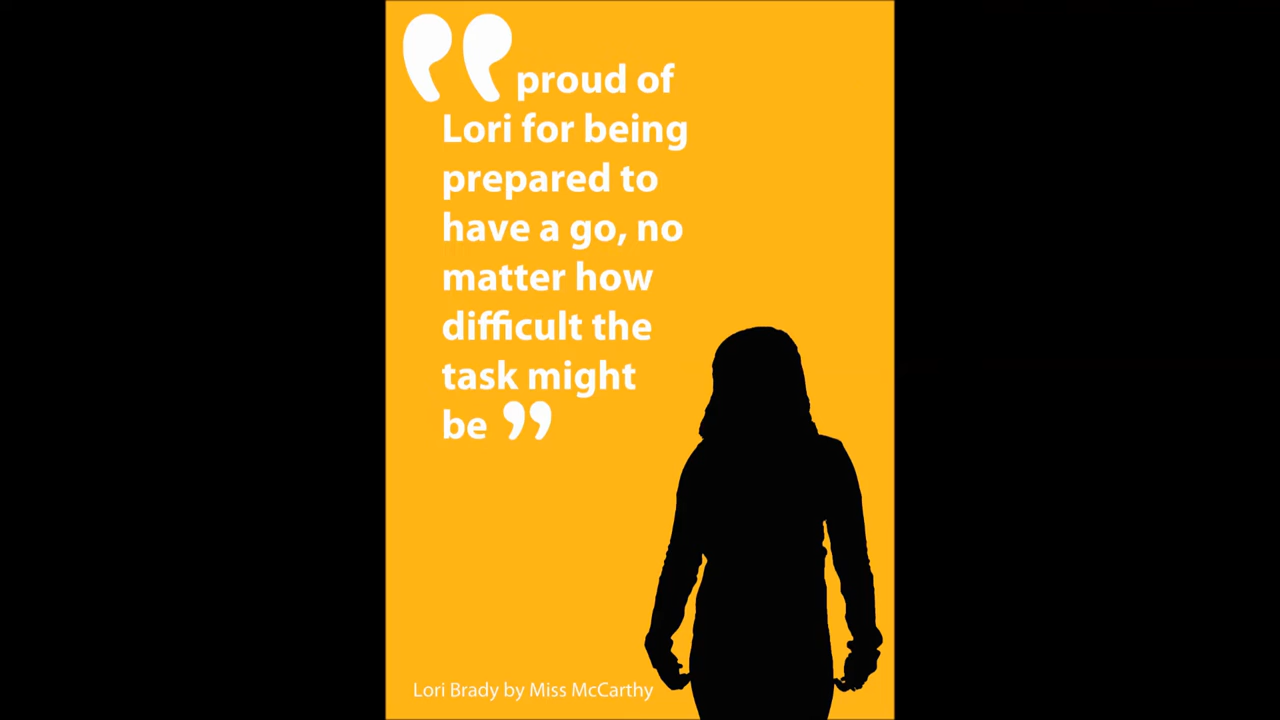 “ proud of
Lori for being
prepared to
have a go, no
matter how
difficult the
task might
be ”
Lori Brady by Miss McCarthy